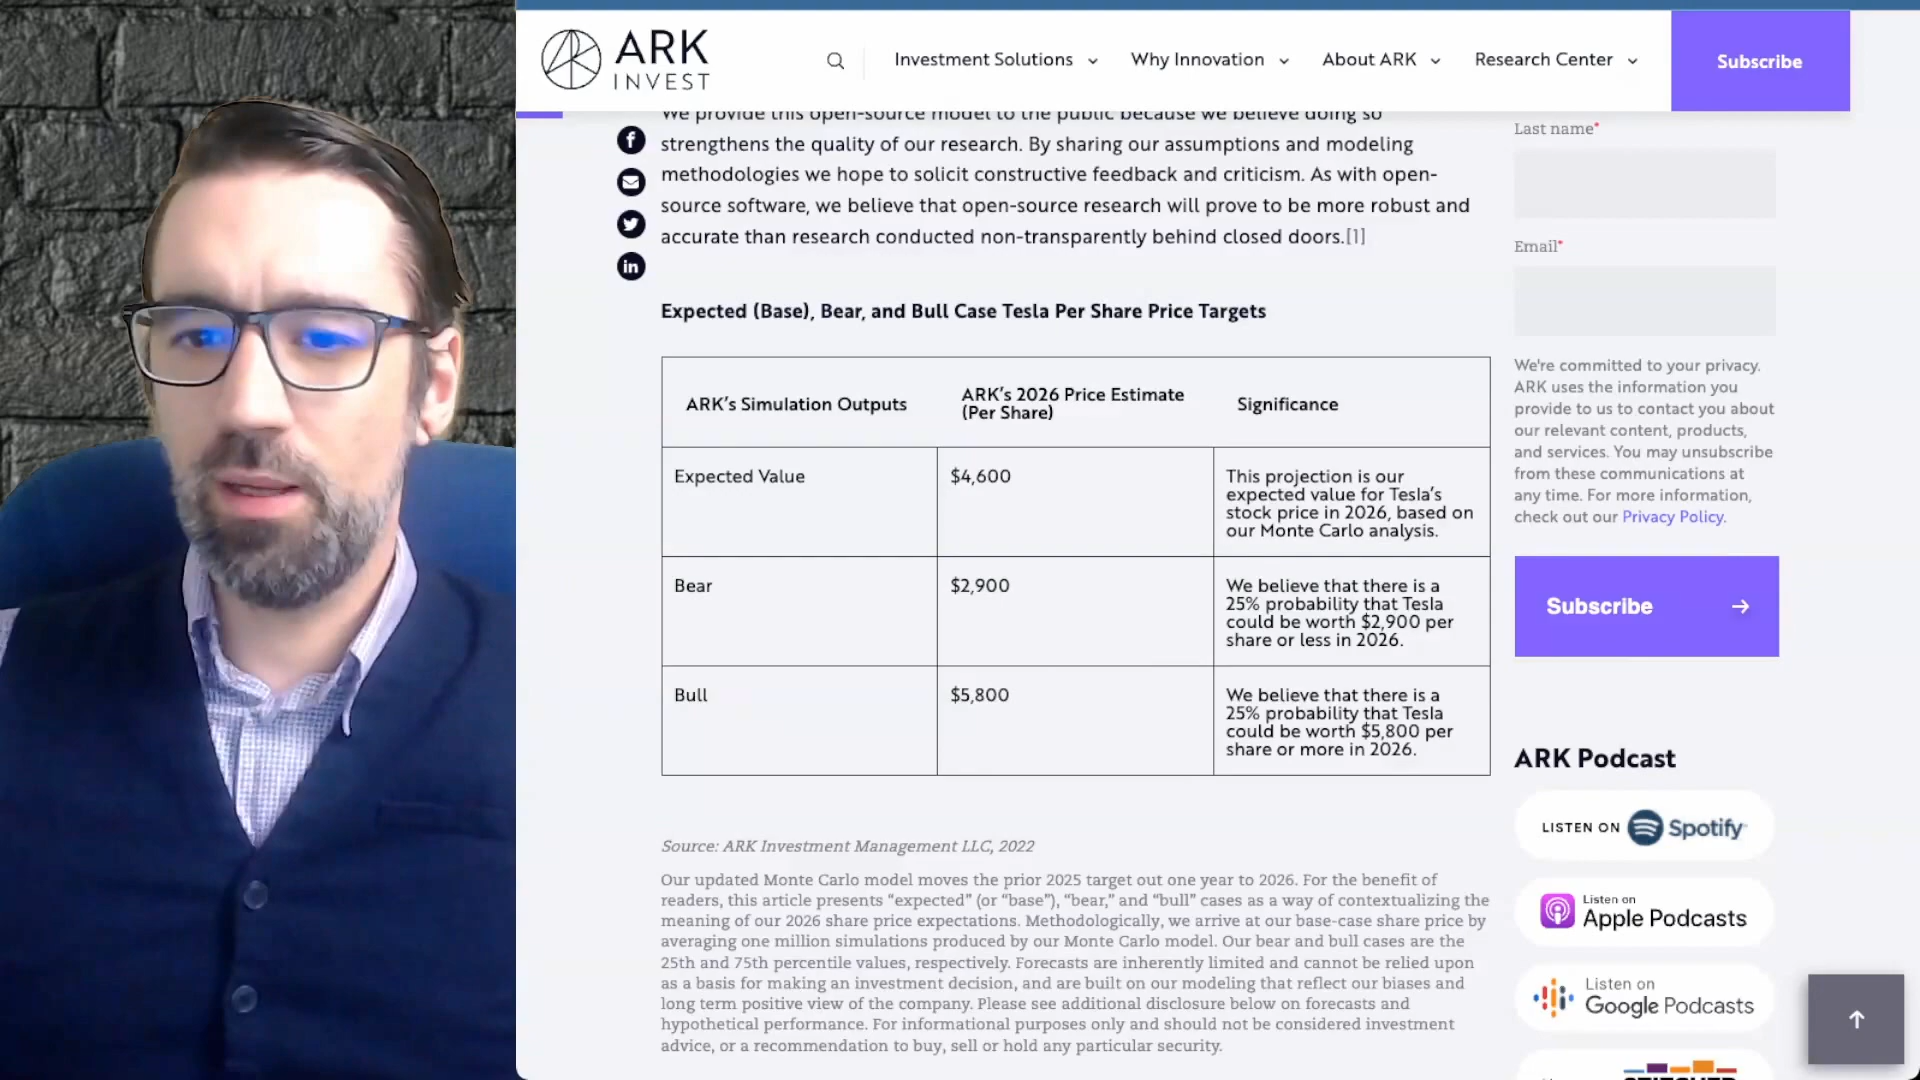 ARK
INVEST
Investment Solutions
Why Innovation
About ARK
Research Center
Subscribe
We provide this open-source model to the public because we believe doing so
strengthens the quality of our research. By sharing our assumptions and modeling
methodologies we hope to solicit constructive feedback and criticism. As with open-
source software, we believe that open-source research will prove to be more robust and
accurate than research conducted non-transparently behind closed doors.[1]
Expected (Base), Bear, and Bull Case Tesla Per Share Price Targets
ARK’s Simulation Outputs
ARK’s 2026 Price Estimate
(Per Share)
Significance
Expected Value
$4,600
This projection is our
expected value for Tesla’s
stock price in 2026, based on
our Monte Carlo analysis.
Bear
$2,900
We believe that there is a
25% probability that Tesla
could be worth $2,900 per
share or less in 2026.
Bull
$5,800
We believe that there is a
25% probability that Tesla
could be worth $5,800 per
share or more in 2026.
Source: ARK Investment Management LLC, 2022
Our updated Monte Carlo model moves the prior 2025 target out one year to 2026. For the benefit of
readers, this article presents “expected” (or “base”), “bear,” and “bull” cases as a way of contextualizing the
meaning of our 2026 share price expectations. Methodologically, we arrive at our base-case share price by
averaging one million simulations produced by our Monte Carlo model. Our bear and bull cases are the
25th and 75th percentile values, respectively. Forecasts are inherently limited and cannot be relied upon
as a basis for making an investment decision, and are built on our modeling that reflect our biases and
long term positive view of the company. Please see additional disclosure below on forecasts and
hypothetical performance. For informational purposes only and should not be considered investment
advice, or a recommendation to buy, sell or hold any particular security.
Last name*
Email*
We're committed to your privacy.
ARK uses the information you
provide to us to contact you about
our relevant content, products,
and services. You may unsubscribe
from these communications at
any time. For more information,
check out our Privacy Policy.
Subscribe
ARK Podcast
LISTEN ON Spotify
Listen on
Apple Podcasts
Listen on
Google Podcasts